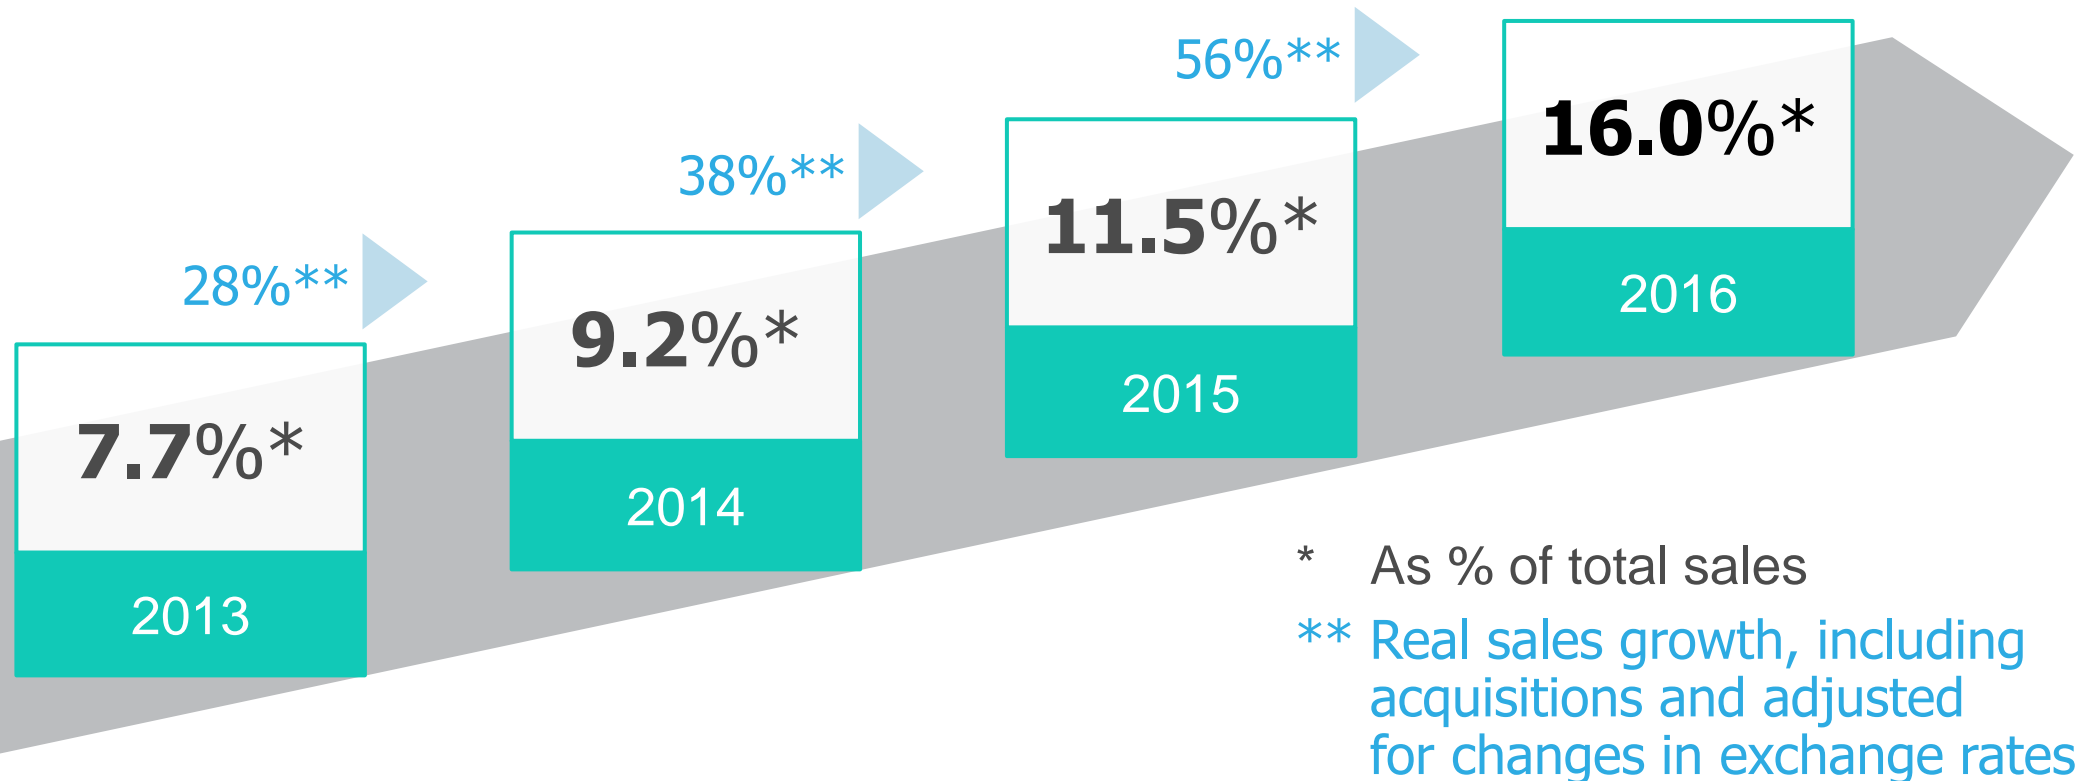 56%**
16.0%*
2016
38%**
11.5%*
2015
28%**
9.2%*
2014
7.7%*
2013
* As % of total sales
** Real sales growth, including
acquisitions and adjusted
for changes in exchange rates